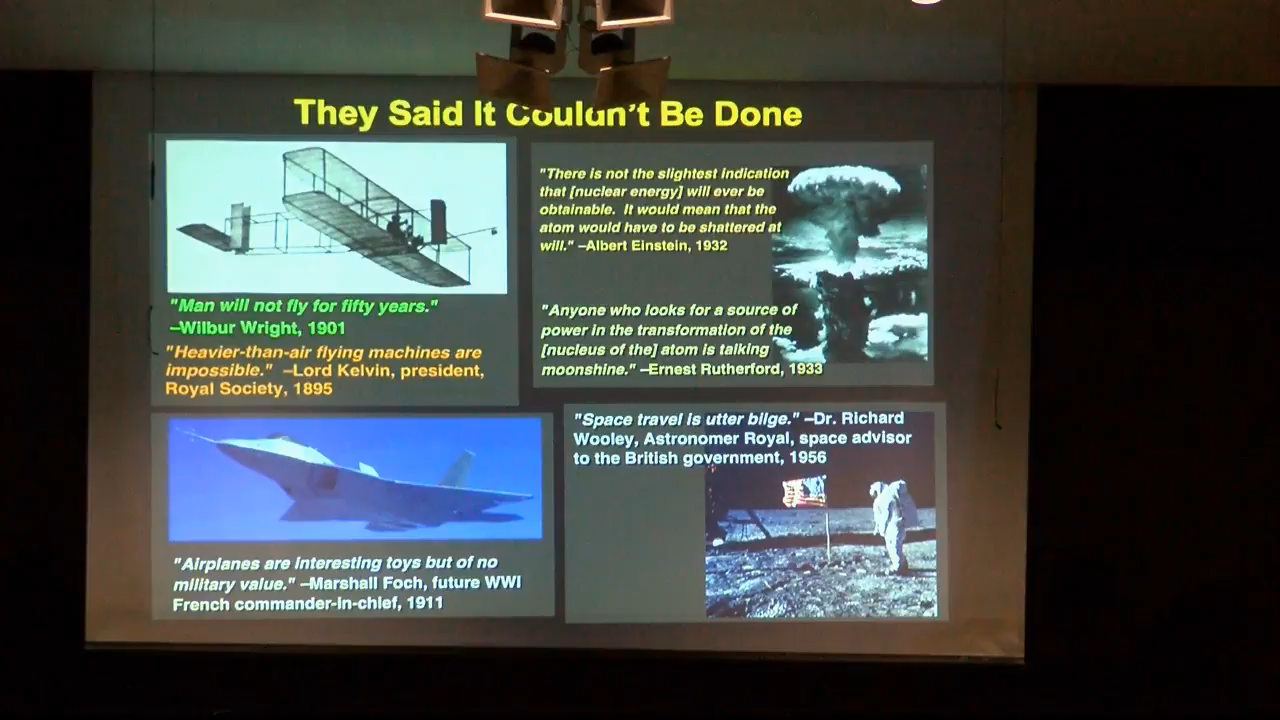 They Said It Couldn't Be Done
"Man will not fly for fifty years."
–Wilbur Wright, 1901
"Heavier-than-air flying machines are
impossible." –Lord Kelvin, president,
Royal Society, 1895
"There is not the slightest indication
that [nuclear energy] will ever be
obtainable. It would mean that the
atom would have to be shattered at
will." –Albert Einstein, 1932
"Anyone who looks for a source of
power in the transformation of the
[nucleus of the] atom is talking
moonshine." –Ernest Rutherford, 1933
"Airplanes are interesting toys but of no
military value." –Marshall Foch, future WWI
French commander-in-chief, 1911
"Space travel is utter bilge." –Dr. Richard
Wooley, Astronomer Royal, space advisor
to the British government, 1956